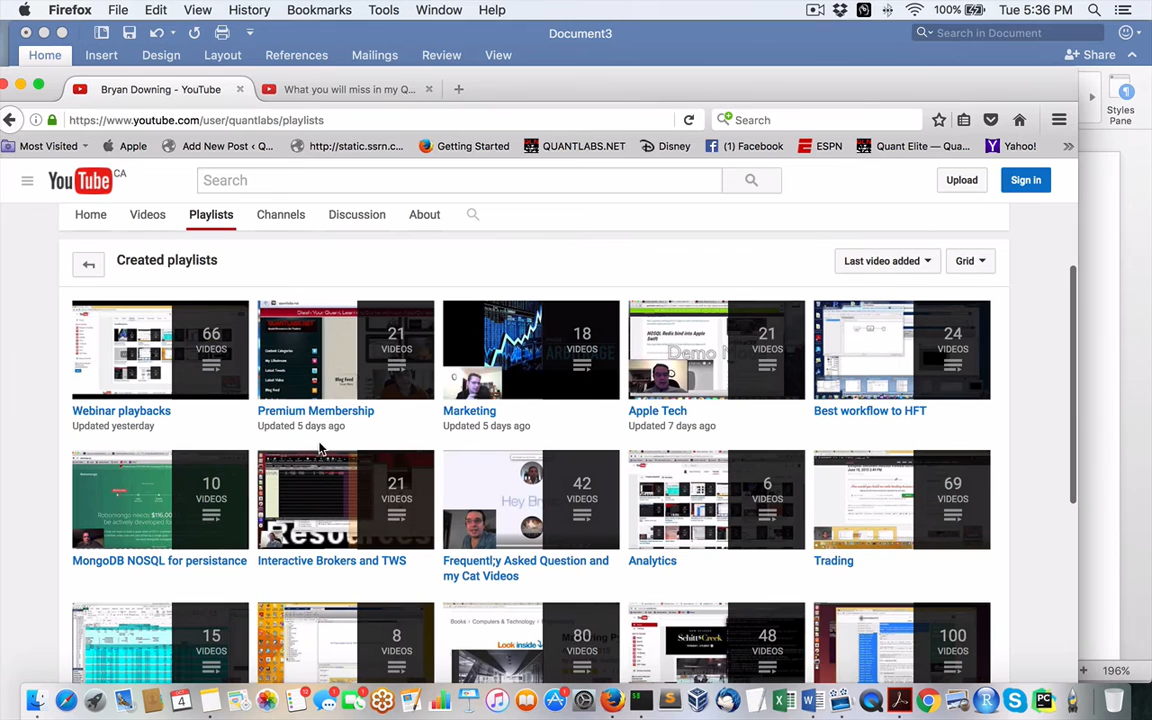 Firefox File Edit View History Bookmarks Tools Window Help 100% Tue 5:36 PM
Document3
Search in Document
Home Insert Design Layout References Mailings Review View
Share
Bryan Downing - YouTube
What you will miss in my Q...
Styles
Pane
https://www.youtube.com/user/quantlabs/playlists
Search
Most Visited Apple Add New Post ‹ Q... http://static.ssrn.c... Getting Started QUANTLABS.NET Disney (1) Facebook ESPN Quant Elite — Qua... Yahoo!
YouTube CA
Search
Upload
Sign in
Home Videos Playlists Channels Discussion About
Created playlists
Last video added
Grid
66 VIDEOS
21 VIDEOS
18 VIDEOS
21 VIDEOS
24 VIDEOS
Webinar playbacks
Updated yesterday
Premium Membership
Updated 5 days ago
Marketing
Updated 5 days ago
Apple Tech
Updated 7 days ago
Best workflow to HFT
10 VIDEOS
21 VIDEOS
42 VIDEOS
6 VIDEOS
69 VIDEOS
MongoDB NOSQL for persistance
Interactive Brokers and TWS
Frequentl;y Asked Question and
my Cat Videos
Analytics
Trading
15 VIDEOS
8 VIDEOS
80 VIDEOS
48 VIDEOS
100 VIDEOS
196%